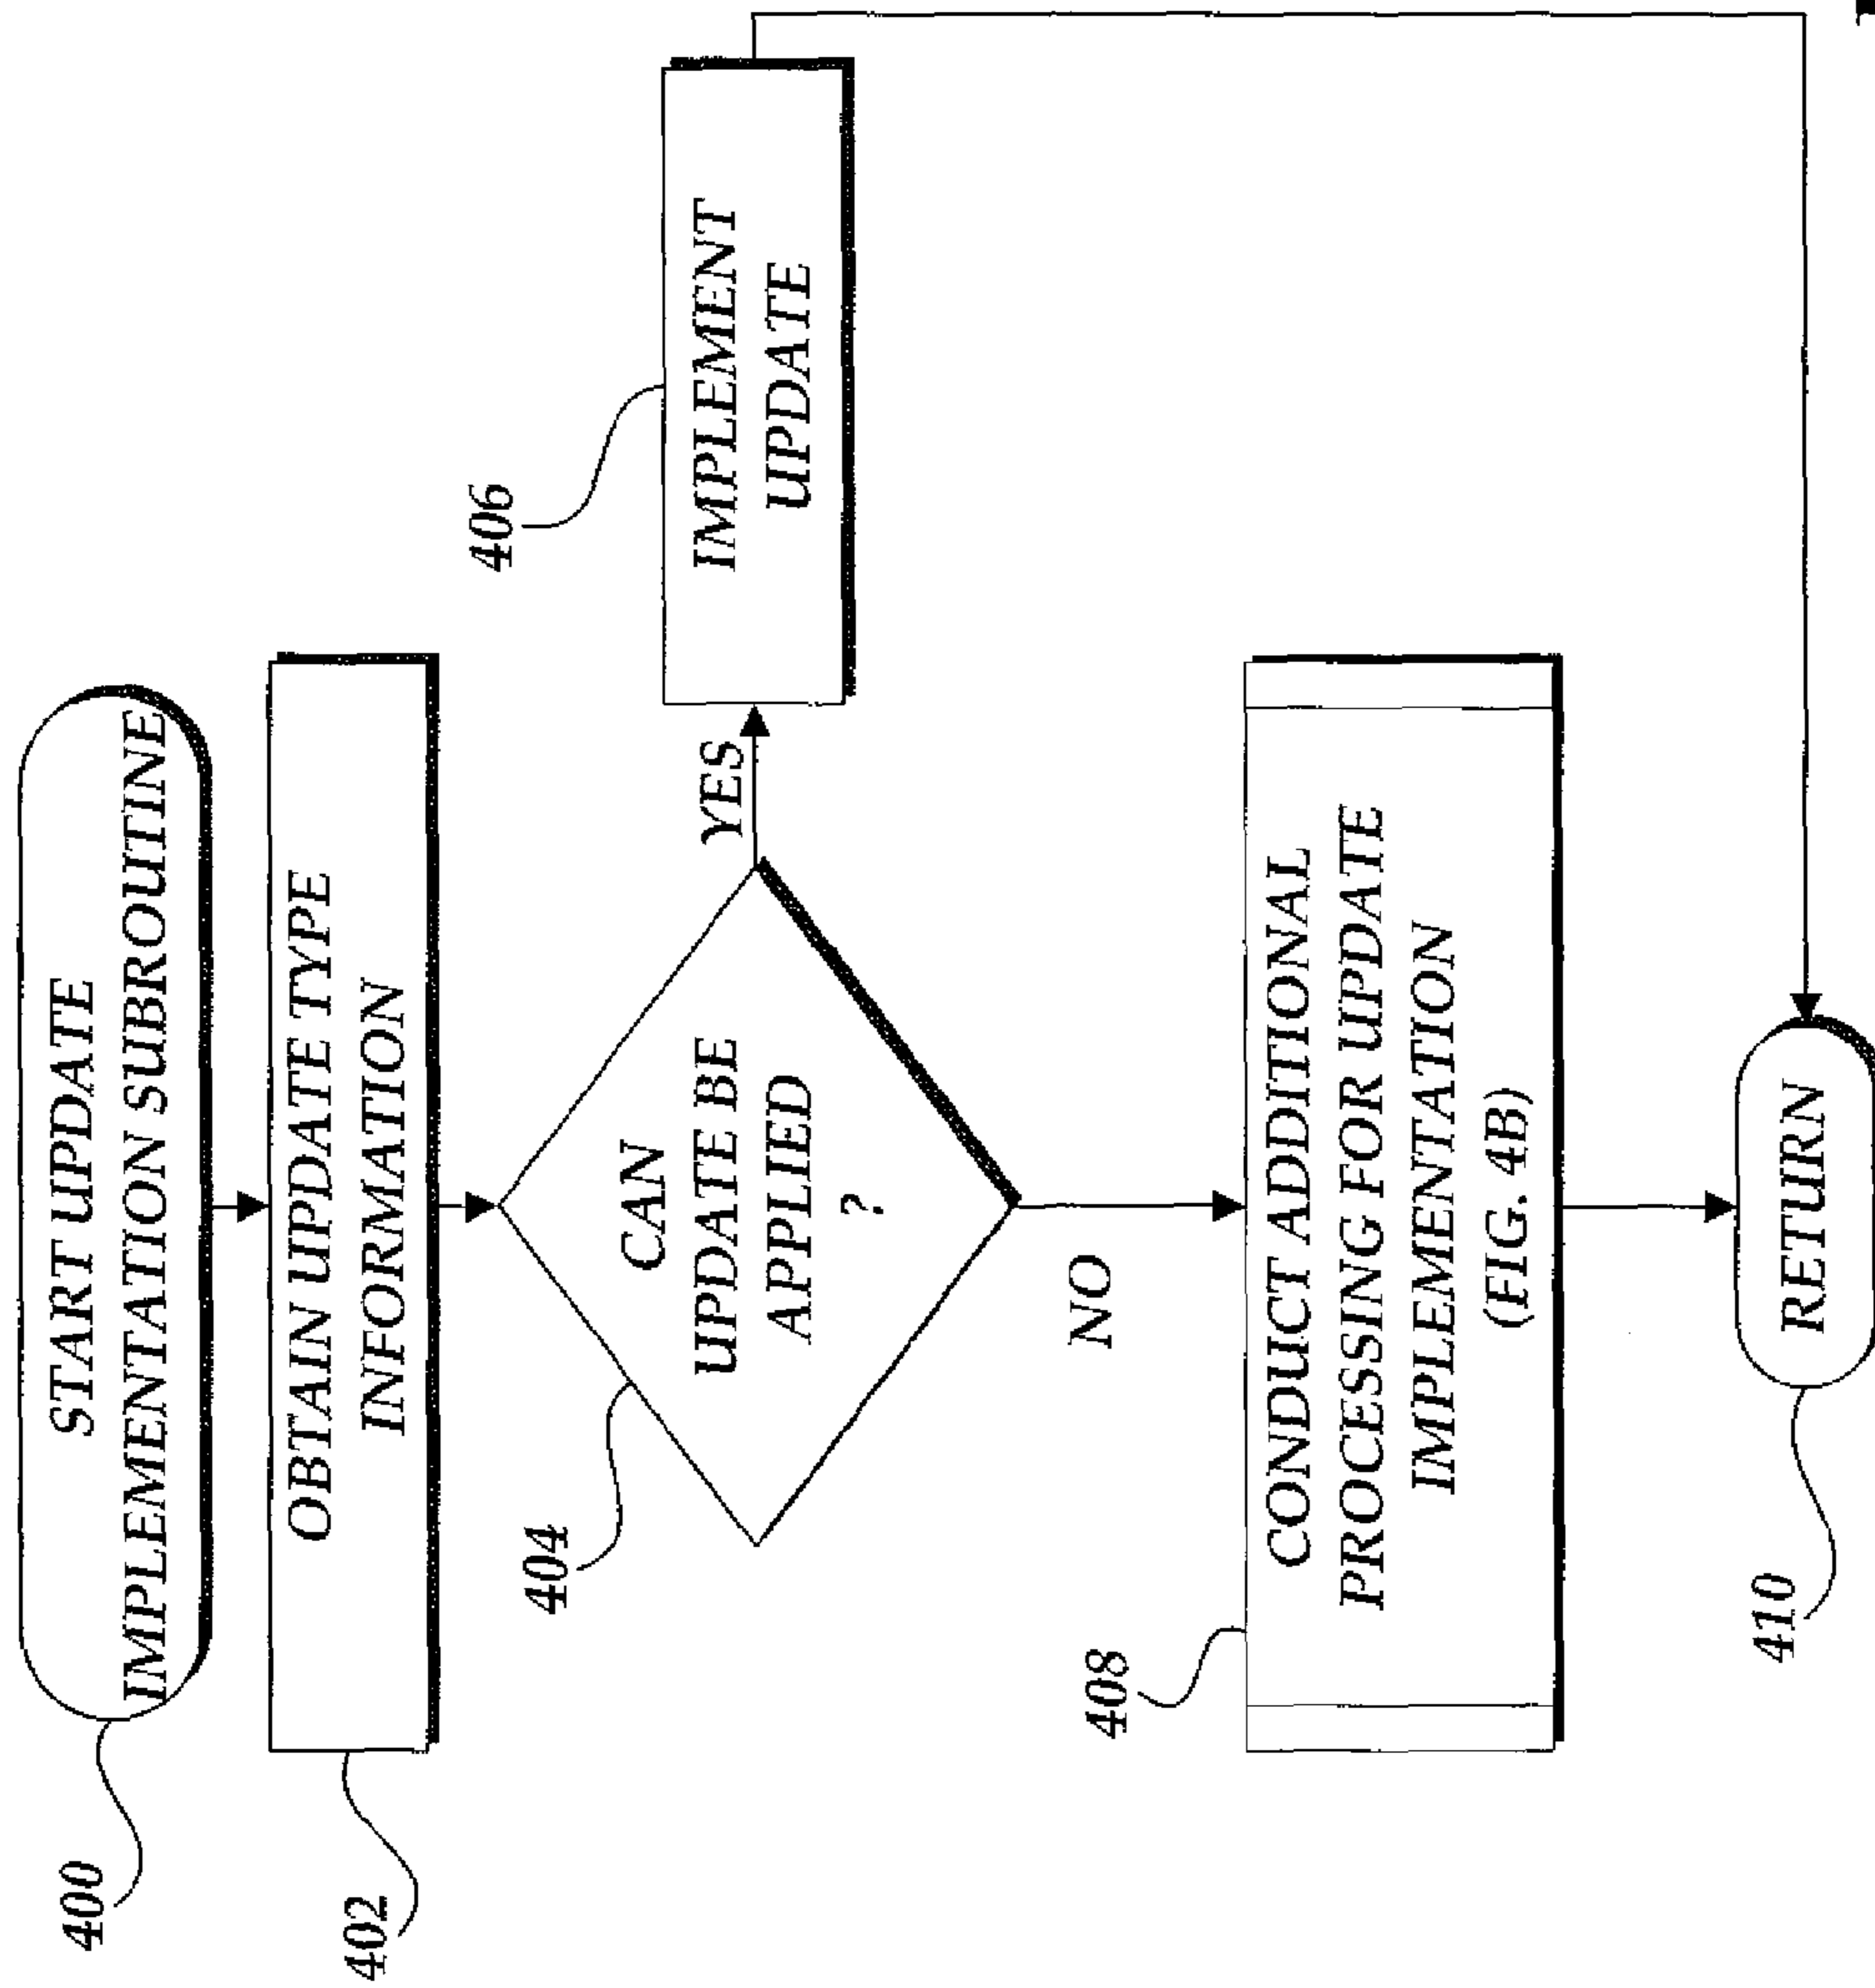 400
START UPDATE
IMPLEMENTATION SUBROUTINE
402
OBTAIN UPDATE TYPE
INFORMATION
404
CAN
UPDATE BE
APPLIED
?
YES
406
IMPLEMENT
UPDATE
NO
408
CONDUCT ADDITIONAL
PROCESSING FOR UPDATE
IMPLEMENTATION
(FIG. 4B)
410
RETURN